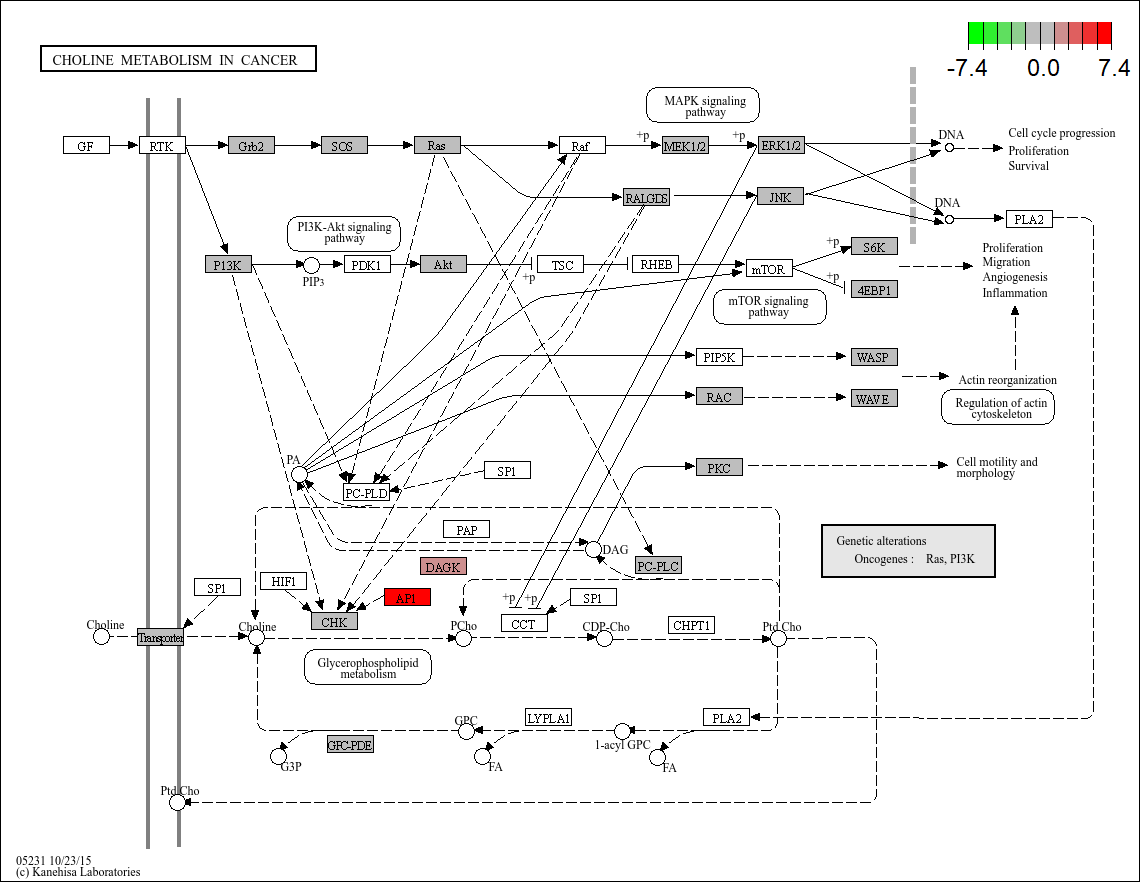 CHOLINE METABOLISM IN CANCER
-7.4 0.0 7.4
MAPK signaling
pathway
GF
RTK
Grb2
SOS
Ras
Raf
+p
MEK1/2
+p
ERK1/2
DNA
Cell cycle progression
Proliferation
Survival
RALGDS
JNK
DNA
PLA2
PI3K-Akt signaling
pathway
P13K
PIP3
PDK1
Akt
+p
TSC
RHEB
mTOR
+p
S6K
+p
4EBP1
Proliferation
Migration
Angiogenesis
Inflammation
mTOR signaling
pathway
PIP5K
WASP
RAC
WAVE
Actin reorganization
Regulation of actin
cytoskeleton
PA
SP1
PKC
Cell motility and
morphology
PC-PLD
PAP
DAG
DAGK
PC-PLC
Genetic alterations
Oncogenes : Ras, PI3K
SP1
HIF1
AP1
+p
+p
SP1
CHK
CCT
CHPT1
Choline
Transporter
Choline
PCho
CDP-Cho
Ptd Cho
Glycerophospholipid
metabolism
GPC
LYPLA1
PLA2
GFC-PDE
1-acyl GPC
G3P
FA
FA
Ptd Cho
05231 10/23/15
(c) Kanehisa Laboratories